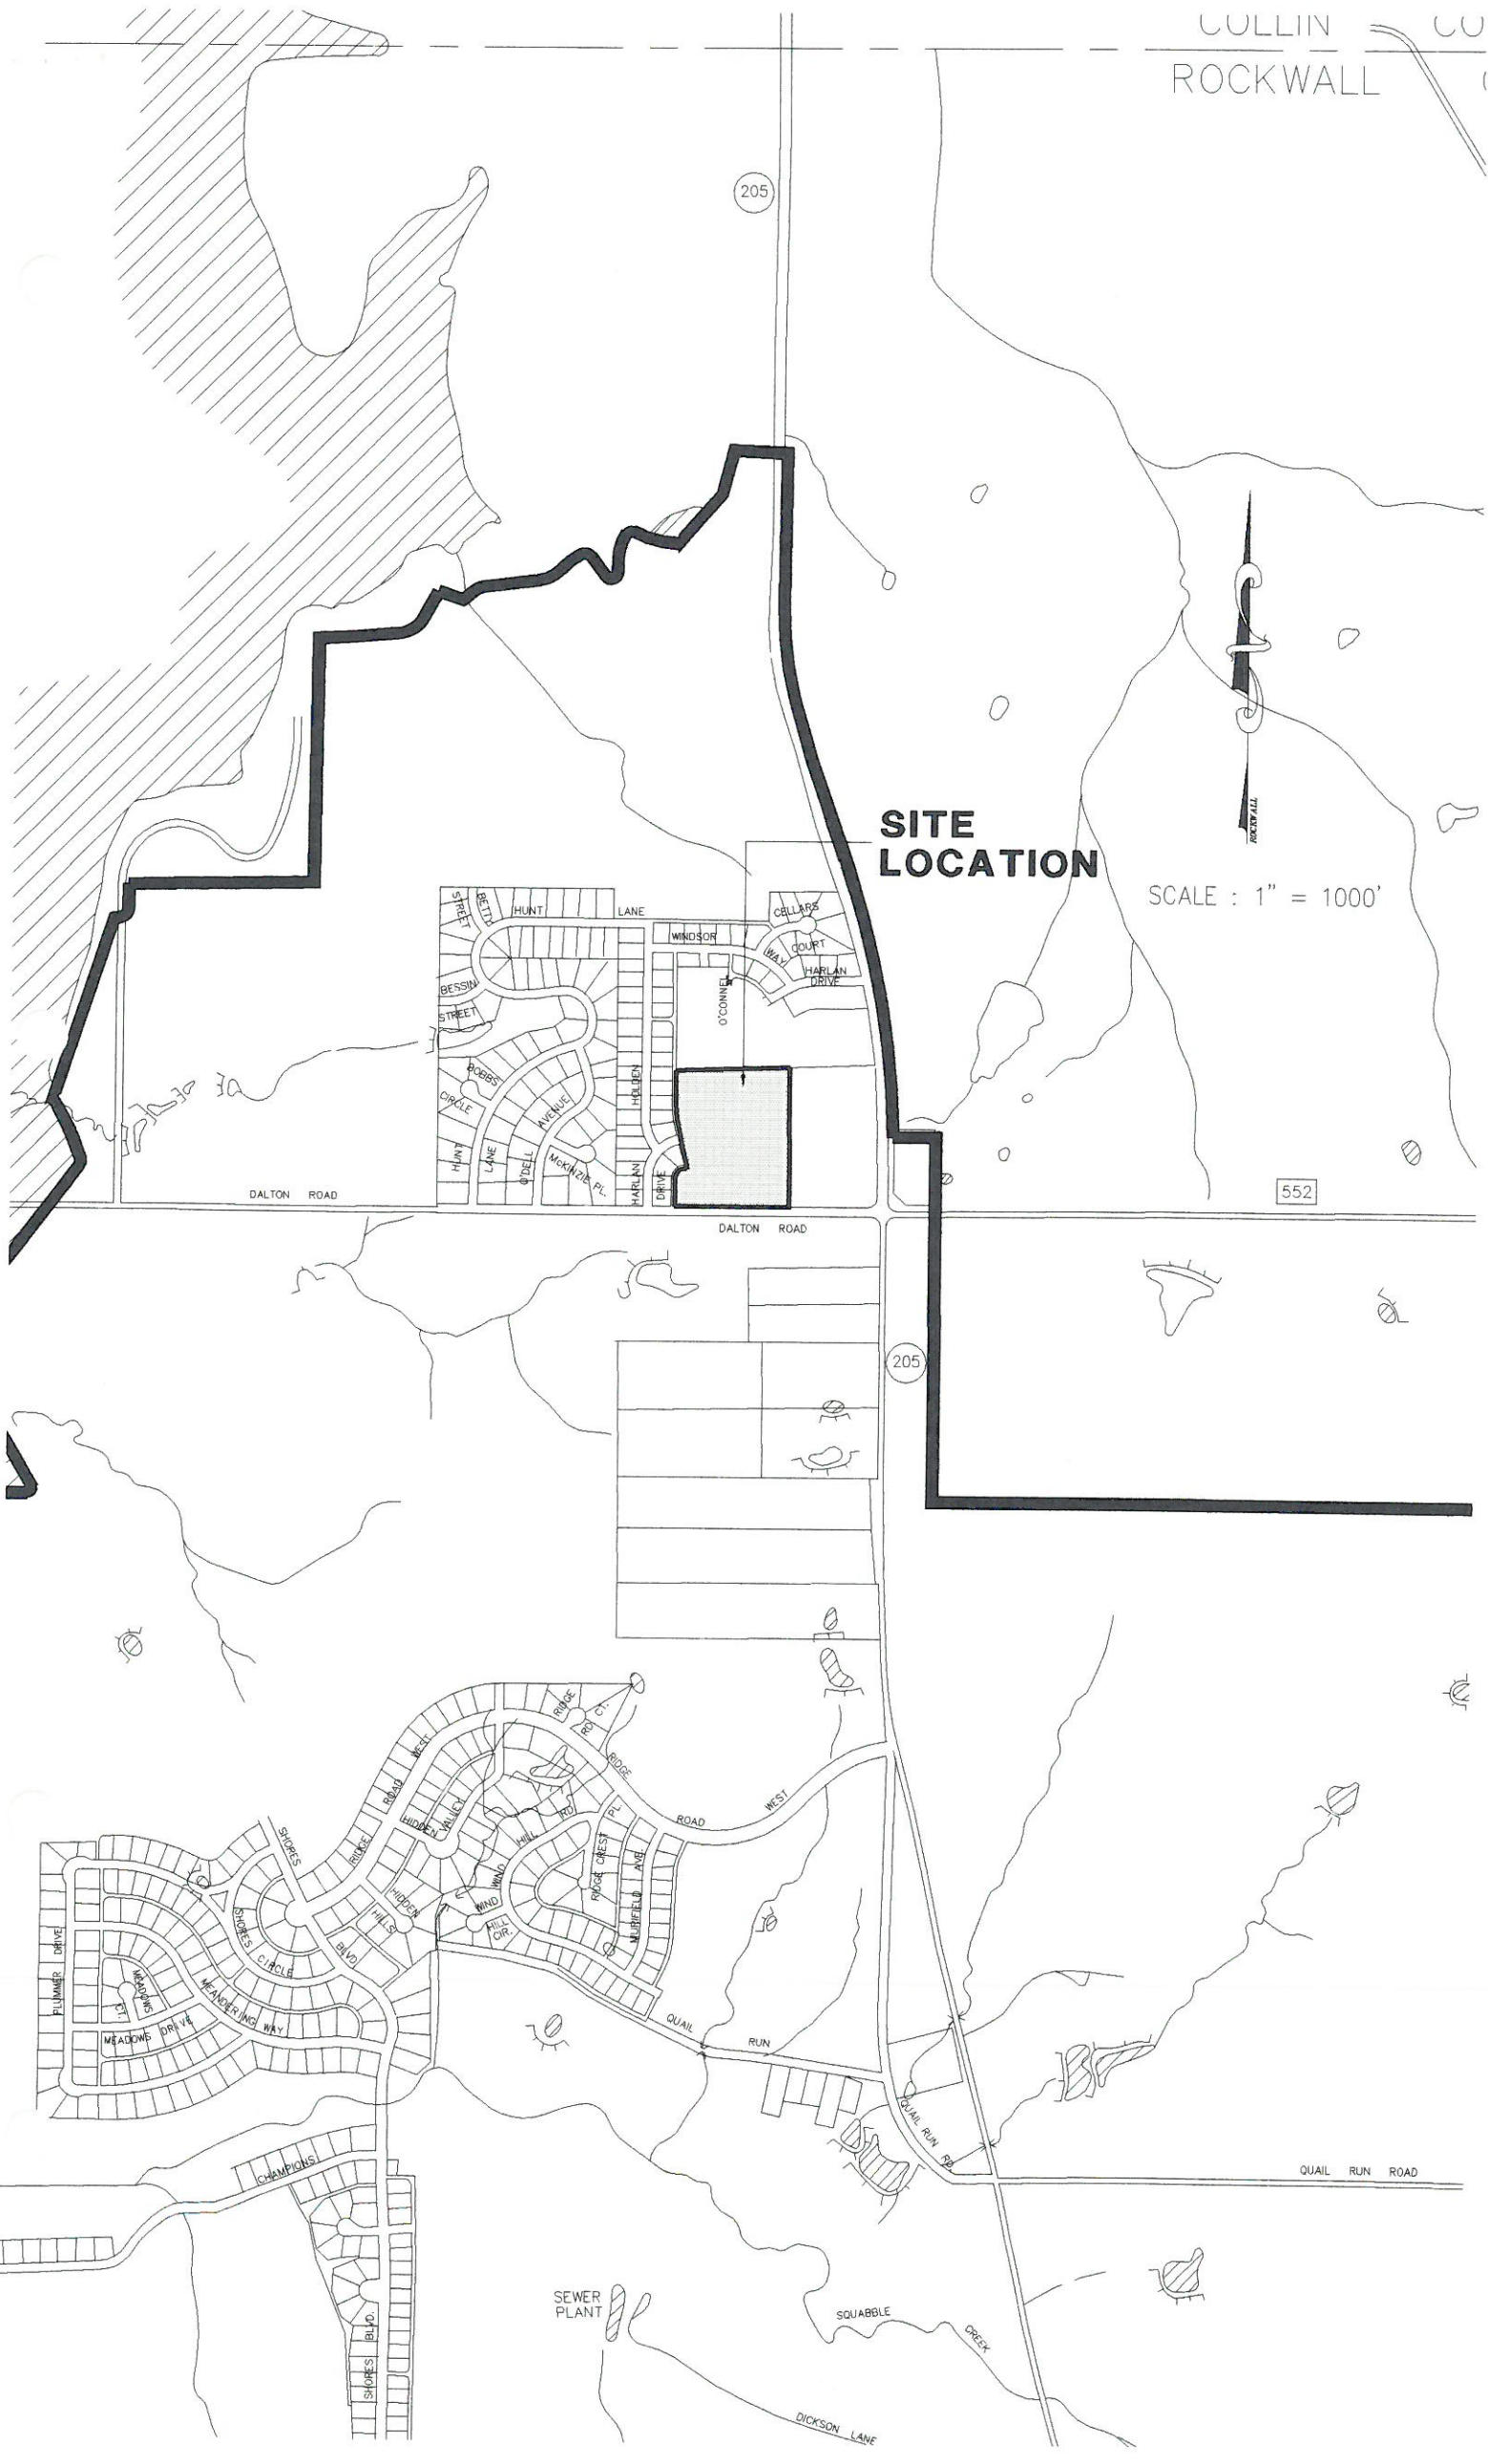 COLLIN
ROCKWALL
205
SITE
LOCATION
ROCKWALL
SCALE : 1" = 1000'
STREET
BETTY
HUNT
LANE
CELLARS
COURT
WINDSOR
WAY
HARLAN
DRIVE
O'CONNEL
BESSIN
STREET
BOBBS
CIRCLE
HOLDEN
AVENUE
O'DELL
HUNT
LANE
McKINZIE PL.
HARLAN
DRIVE
DALTON ROAD
552
DALTON ROAD
205
RIDGE
RD. CT.
RIDGE
ROAD
WEST
ROAD
WEST
RIDGE
HIDDEN
VALLEY
WIND
HILL
RD
PL
RIDGE CREST
MURIFIELD AVE.
WIND
HILL
CIR.
HIDDEN
HILLS
BLVD
SHORES
SHORES
CIRCLE
MEANDERING WAY
PLUMMER DRIVE
MEADOWS
CT.
MEADOWS DRIVE
QUAIL
RUN
QUAIL RUN RD
QUAIL RUN ROAD
CHAMPIONS
SHORES BLVD.
SEWER
PLANT
SQUABBLE
CREEK
DICKSON LANE